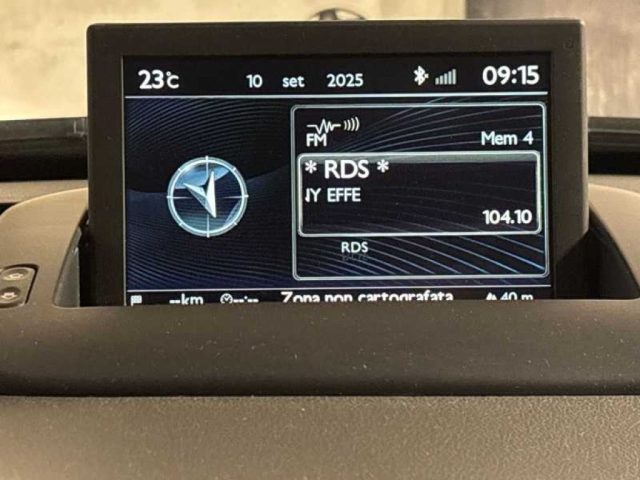 23°C 10 set 2025 09:15
FM Mem 4
* RDS *
IY EFFE
104.10
RDS
--km --:-- Zona non cartografata 40 m